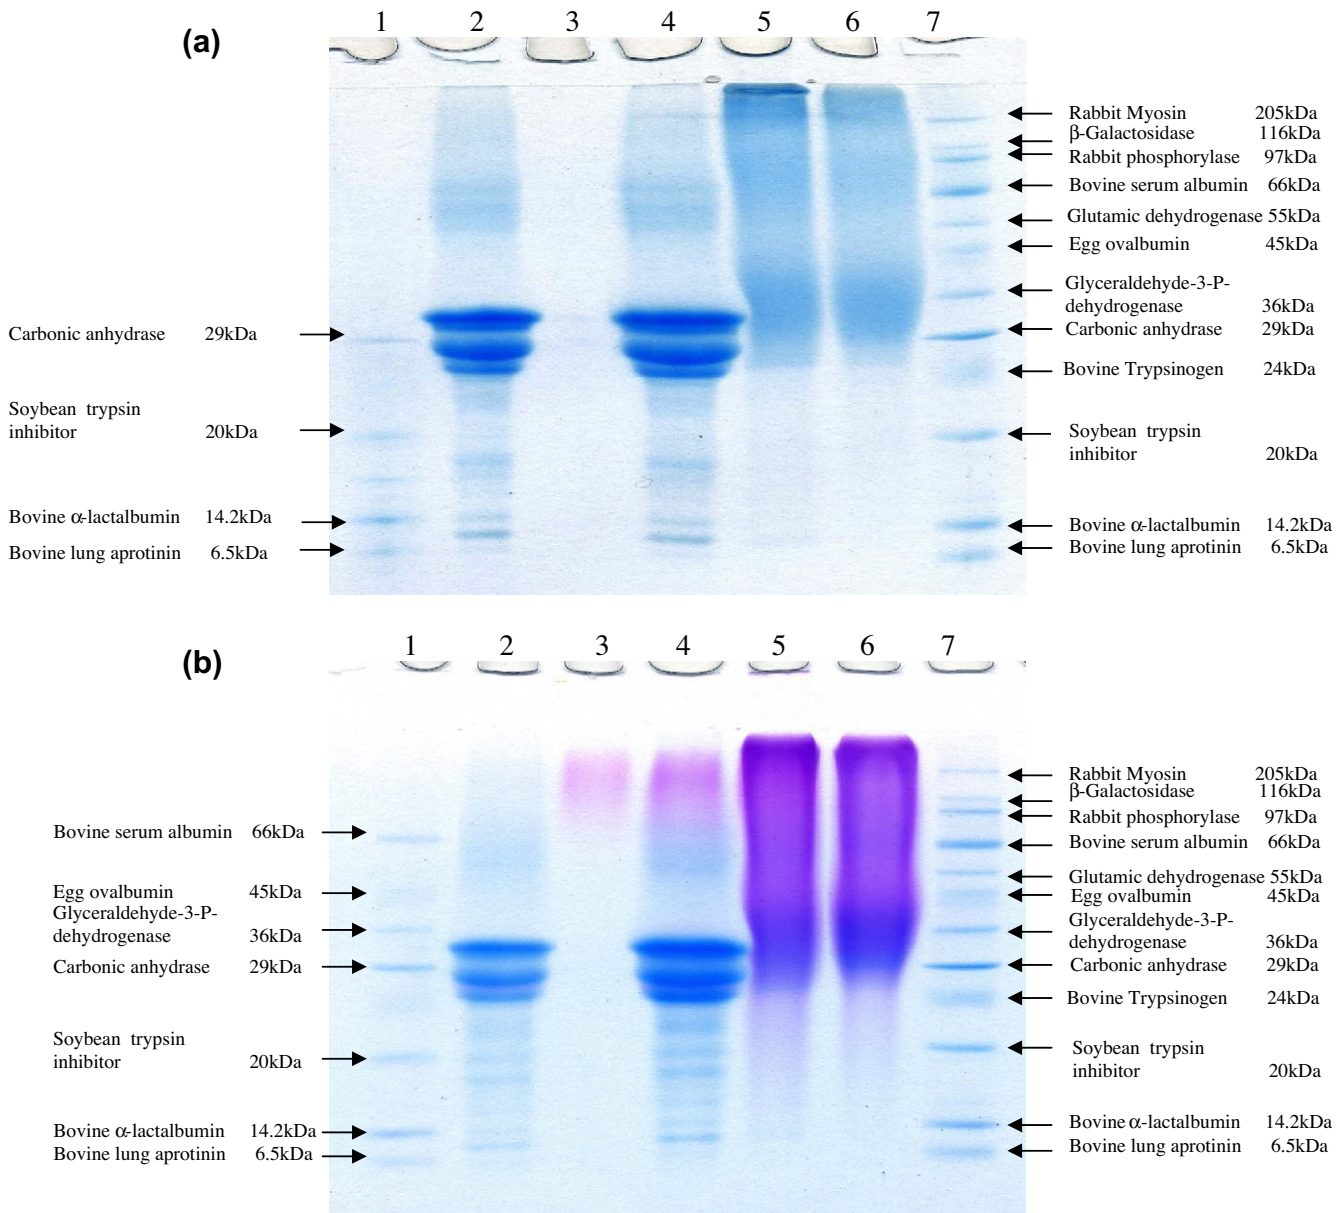 (a)
1 2 3 4 5 6 7
Rabbit Myosin 205kDa
β-Galactosidase 116kDa
Rabbit phosphorylase 97kDa
Bovine serum albumin 66kDa
Glutamic dehydrogenase 55kDa
Egg ovalbumin 45kDa
Glyceraldehyde-3-P-
dehydrogenase 36kDa
Carbonic anhydrase 29kDa
Bovine Trypsinogen 24kDa
Soybean trypsin
inhibitor 20kDa
Bovine α-lactalbumin 14.2kDa
Bovine lung aprotinin 6.5kDa
Carbonic anhydrase 29kDa
Soybean trypsin
inhibitor 20kDa
Bovine α-lactalbumin 14.2kDa
Bovine lung aprotinin 6.5kDa
(b)
1 2 3 4 5 6 7
Bovine serum albumin 66kDa
Egg ovalbumin 45kDa
Glyceraldehyde-3-P-
dehydrogenase 36kDa
Carbonic anhydrase 29kDa
Soybean trypsin
inhibitor 20kDa
Bovine α-lactalbumin 14.2kDa
Bovine lung aprotinin 6.5kDa
Rabbit Myosin 205kDa
β-Galactosidase 116kDa
Rabbit phosphorylase 97kDa
Bovine serum albumin 66kDa
Glutamic dehydrogenase 55kDa
Egg ovalbumin 45kDa
Glyceraldehyde-3-P-
dehydrogenase 36kDa
Carbonic anhydrase 29kDa
Bovine Trypsinogen 24kDa
Soybean trypsin
inhibitor 20kDa
Bovine α-lactalbumin 14.2kDa
Bovine lung aprotinin 6.5kDa